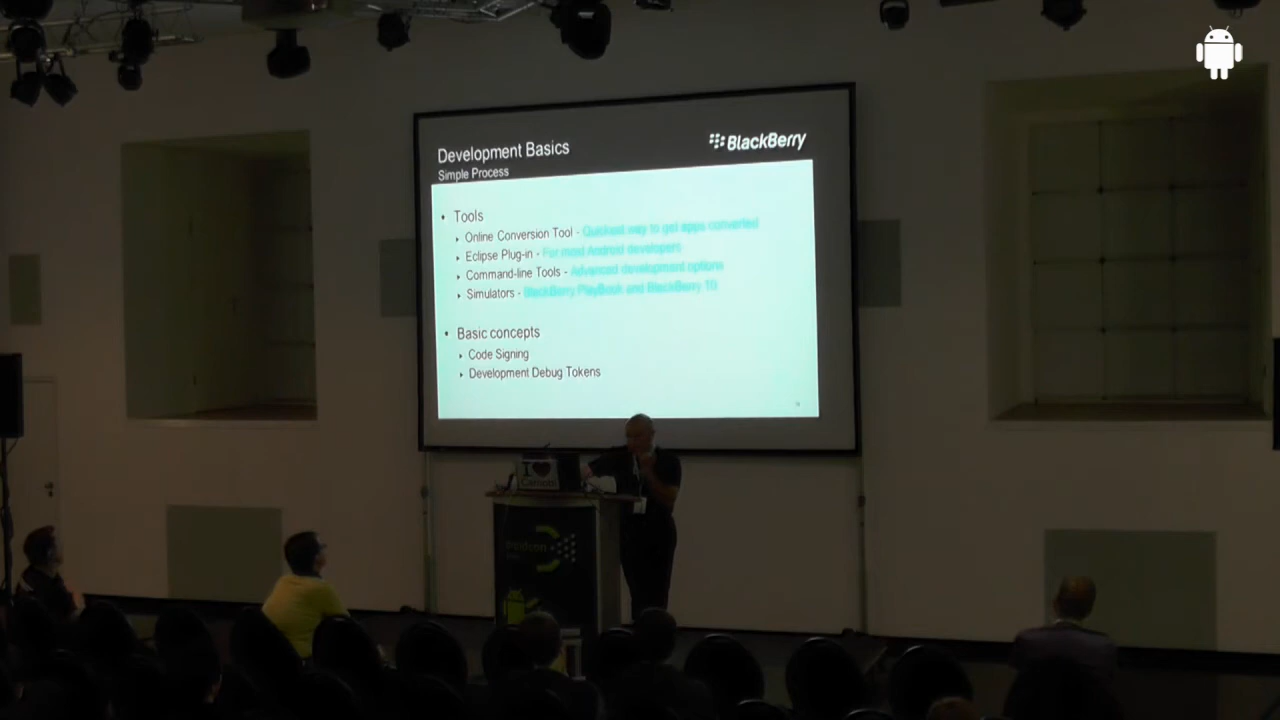 Development Basics
BlackBerry
Simple Process
• Tools
Online Conversion Tool - Quickest way to get apps converted
Eclipse Plug-in - For most Android developers
Command-line Tools - Advanced development options
Simulators - BlackBerry PlayBook and BlackBerry 10
• Basic concepts
Code Signing
Development Debug Tokens
I